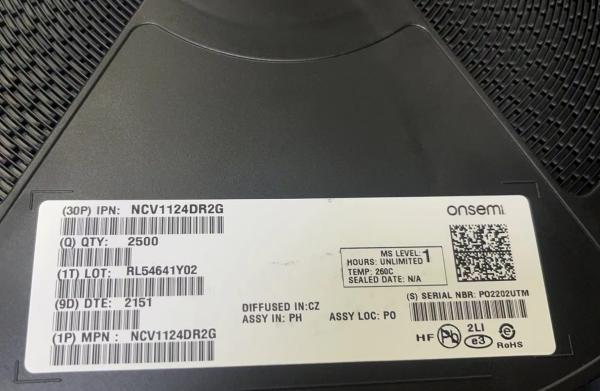 (30P) IPN: NCV1124DR2G
onsemi
(Q) QTY: 2500
MS LEVEL: 1
HOURS: UNLIMITED
TEMP: 260C
SEALED DATE: N/A
(1T) LOT: RL54641Y02
(9D) DTE: 2151
(S) SERIAL NBR: PO2202UTM
DIFFUSED IN:CZ
ASSY IN: PH ASSY LOC: PO
(1P) MPN : NCV1124DR2G
HF Pb 2LI e3 e RoHS